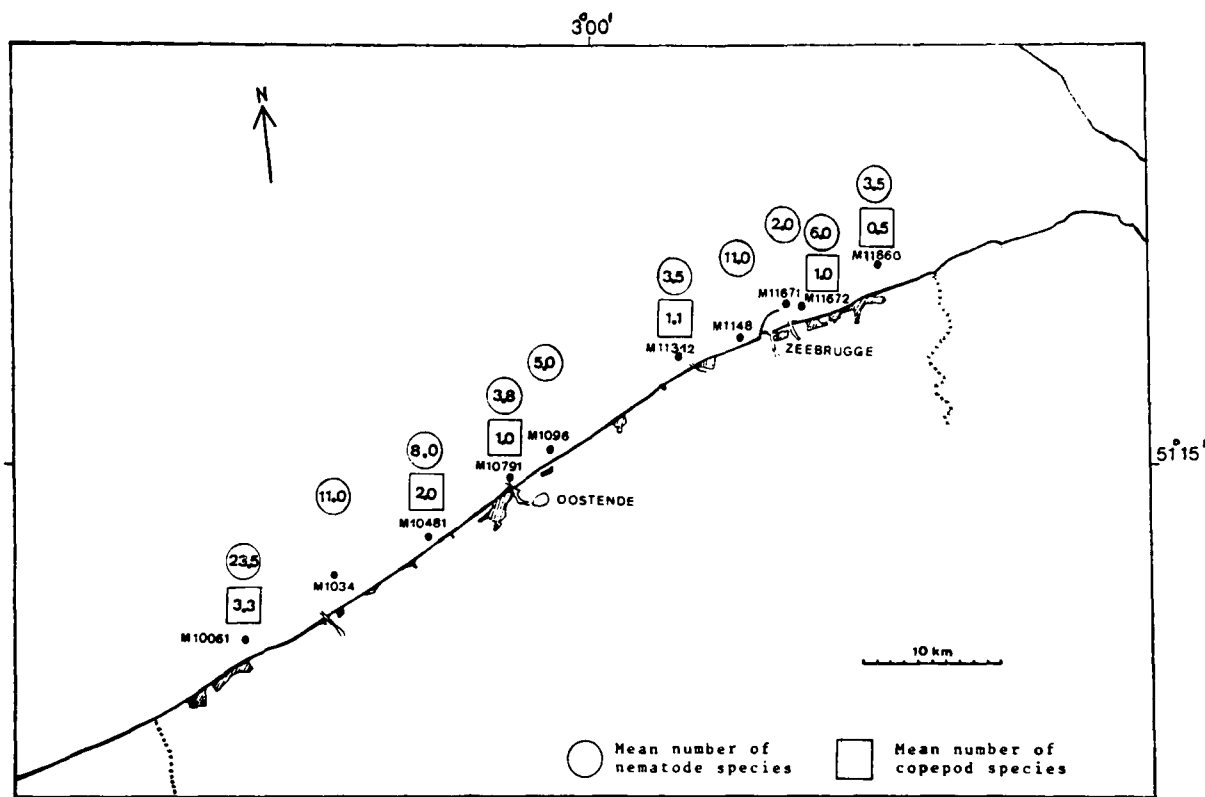 3°00'
N
3,5
0,5
M11860
2,0
6,0
1,0
M11671
M11672
11,0
M1148
ZEEBRUGGE
3,5
1,1
M11312
5,0
3,8
1,0
M1096
M10791
51°15'
OOSTENDE
8,0
2,0
M10481
11,0
M1034
23,5
3,3
M10061
10 km
Mean number of
nematode species
Mean number of
copepod species